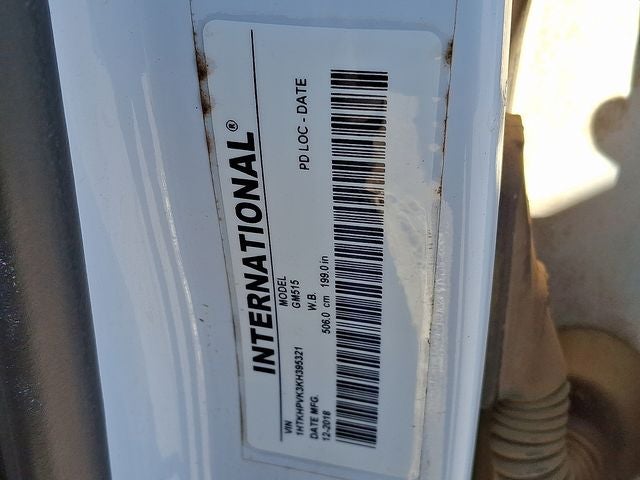 INTERNATIONAL®
VIN
1HTKHPVK3KH395321
MODEL
GM515
DATE MFG.
12-2018
W.B.
506.0 cm 199.0 in
PD LOC - DATE